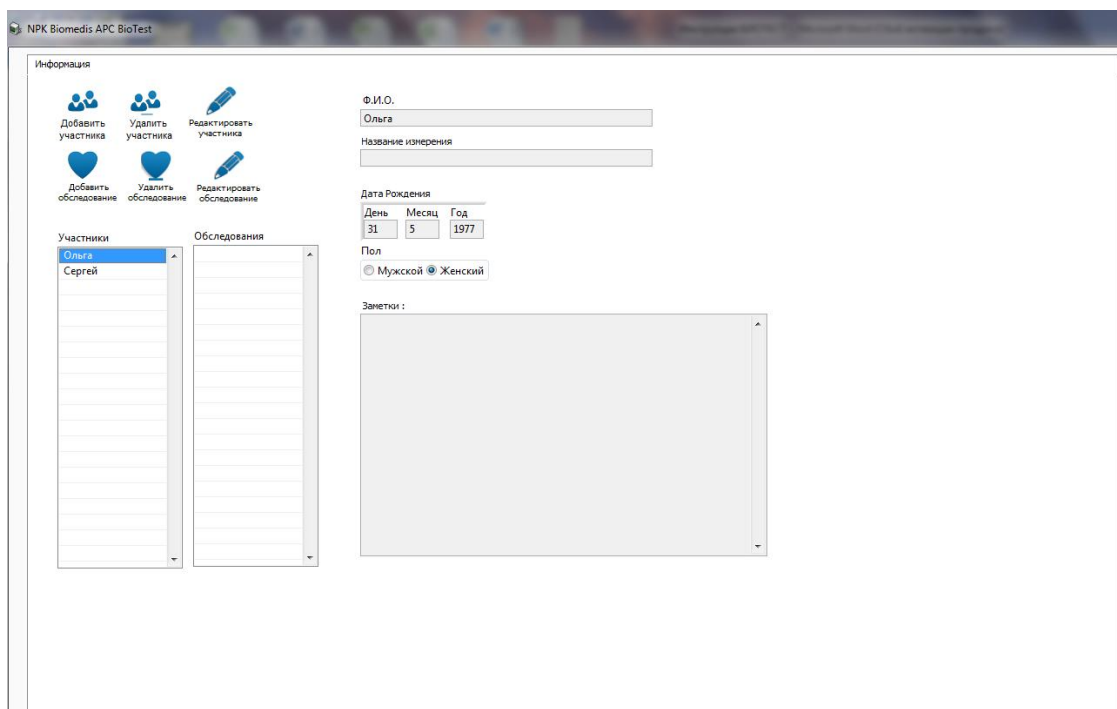 NPK Biomedis APC BioTest
Информация
Добавить участника
Удалить участника
Редактировать участника
Добавить обследование
Удалить обследование
Редактировать обследование
Участники
Обследования
Ольга
Сергей
Ф.И.О.
Ольга
Название измерения
Дата Рождения
День Месяц Год
31 5 1977
Пол
Мужской Женский
Заметки :